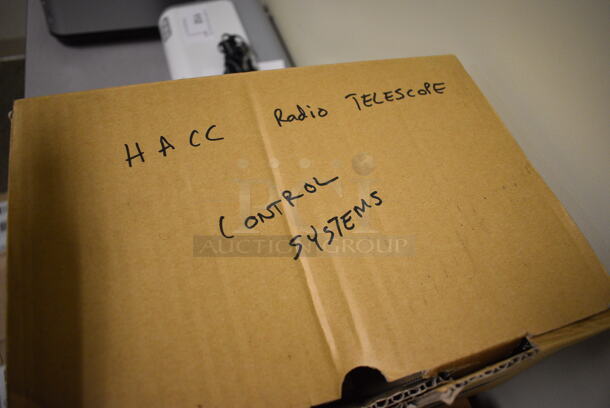 HACC Radio TELESCOPE
CONTROL
SYSTEMS
AUCTION GROUP